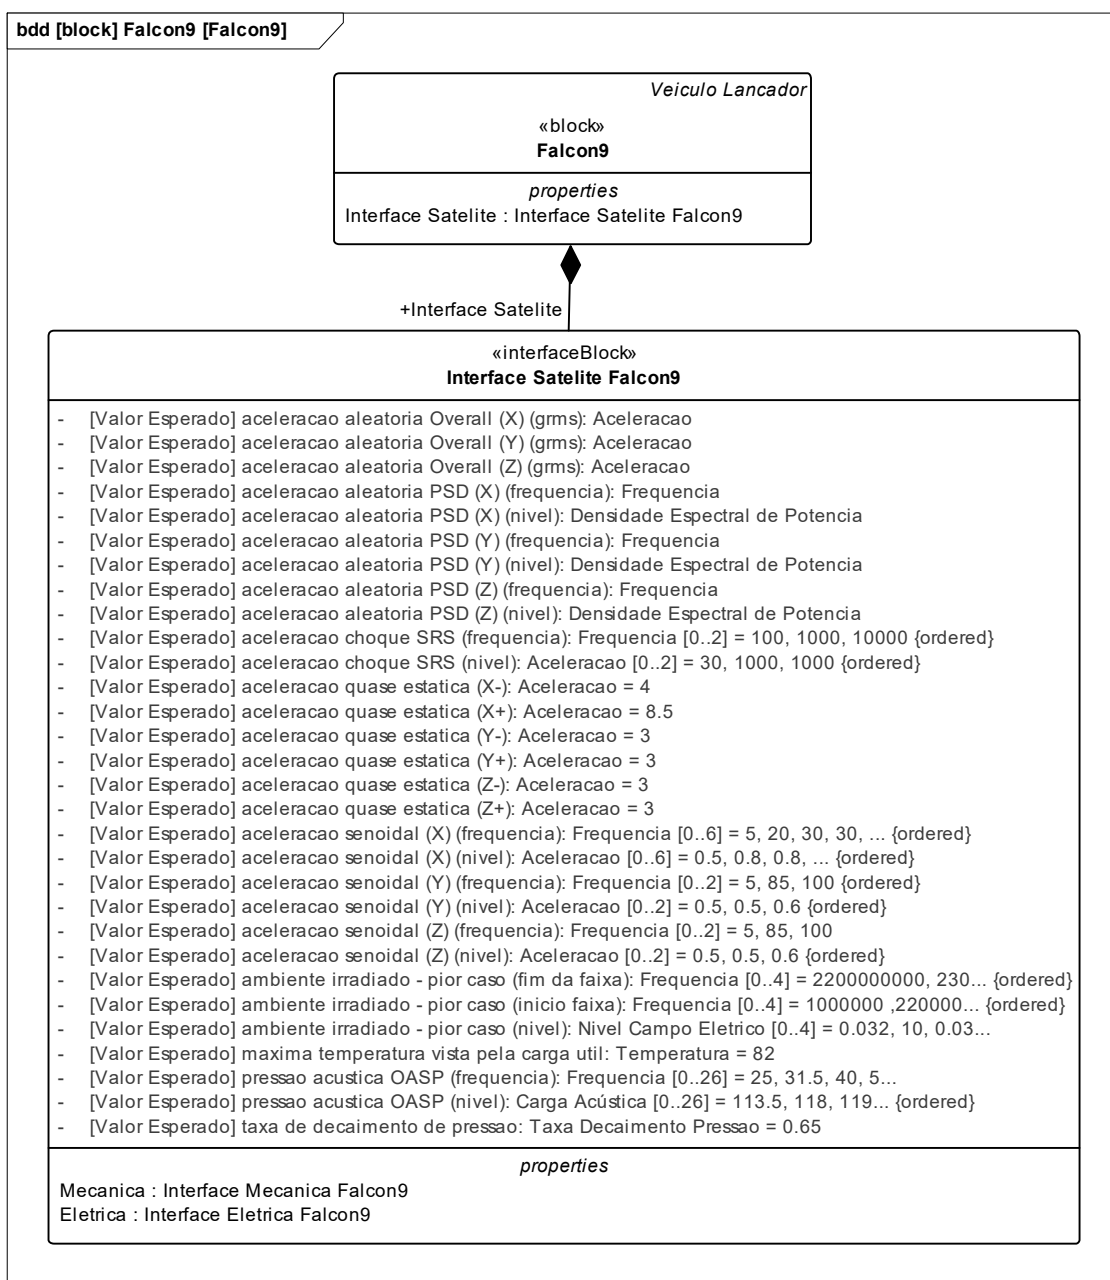 bdd [block] Falcon9 [Falcon9]
Veiculo Lancador
«block»
Falcon9
properties
Interface Satelite : Interface Satelite Falcon9
+Interface Satelite
«interfaceBlock»
Interface Satelite Falcon9
- [Valor Esperado] aceleracao aleatoria Overall (X) (grms): Aceleracao
- [Valor Esperado] aceleracao aleatoria Overall (Y) (grms): Aceleracao
- [Valor Esperado] aceleracao aleatoria Overall (Z) (grms): Aceleracao
- [Valor Esperado] aceleracao aleatoria PSD (X) (frequencia): Frequencia
- [Valor Esperado] aceleracao aleatoria PSD (X) (nivel): Densidade Espectral de Potencia
- [Valor Esperado] aceleracao aleatoria PSD (Y) (frequencia): Frequencia
- [Valor Esperado] aceleracao aleatoria PSD (Y) (nivel): Densidade Espectral de Potencia
- [Valor Esperado] aceleracao aleatoria PSD (Z) (frequencia): Frequencia
- [Valor Esperado] aceleracao aleatoria PSD (Z) (nivel): Densidade Espectral de Potencia
- [Valor Esperado] aceleracao choque SRS (frequencia): Frequencia [0..2] = 100, 1000, 10000 {ordered}
- [Valor Esperado] aceleracao choque SRS (nivel): Aceleracao [0..2] = 30, 1000, 1000 {ordered}
- [Valor Esperado] aceleracao quase estatica (X-): Aceleracao = 4
- [Valor Esperado] aceleracao quase estatica (X+): Aceleracao = 8.5
- [Valor Esperado] aceleracao quase estatica (Y-): Aceleracao = 3
- [Valor Esperado] aceleracao quase estatica (Y+): Aceleracao = 3
- [Valor Esperado] aceleracao quase estatica (Z-): Aceleracao = 3
- [Valor Esperado] aceleracao quase estatica (Z+): Aceleracao = 3
- [Valor Esperado] aceleracao senoidal (X) (frequencia): Frequencia [0..6] = 5, 20, 30, 30, ... {ordered}
- [Valor Esperado] aceleracao senoidal (X) (nivel): Aceleracao [0..6] = 0.5, 0.8, 0.8, ... {ordered}
- [Valor Esperado] aceleracao senoidal (Y) (frequencia): Frequencia [0..2] = 5, 85, 100 {ordered}
- [Valor Esperado] aceleracao senoidal (Y) (nivel): Aceleracao [0..2] = 0.5, 0.5, 0.6 {ordered}
- [Valor Esperado] aceleracao senoidal (Z) (frequencia): Frequencia [0..2] = 5, 85, 100
- [Valor Esperado] aceleracao senoidal (Z) (nivel): Aceleracao [0..2] = 0.5, 0.5, 0.6 {ordered}
- [Valor Esperado] ambiente irradiado - pior caso (fim da faixa): Frequencia [0..4] = 2200000000, 230... {ordered}
- [Valor Esperado] ambiente irradiado - pior caso (inicio faixa): Frequencia [0..4] = 1000000 ,220000... {ordered}
- [Valor Esperado] ambiente irradiado - pior caso (nivel): Nivel Campo Eletrico [0..4] = 0.032, 10, 0.03...
- [Valor Esperado] maxima temperatura vista pela carga util: Temperatura = 82
- [Valor Esperado] pressao acustica OASP (frequencia): Frequencia [0..26] = 25, 31.5, 40, 5...
- [Valor Esperado] pressao acustica OASP (nivel): Carga Acústica [0..26] = 113.5, 118, 119... {ordered}
- [Valor Esperado] taxa de decaimento de pressao: Taxa Decaimento Pressao = 0.65
properties
Mecanica : Interface Mecanica Falcon9
Eletrica : Interface Eletrica Falcon9